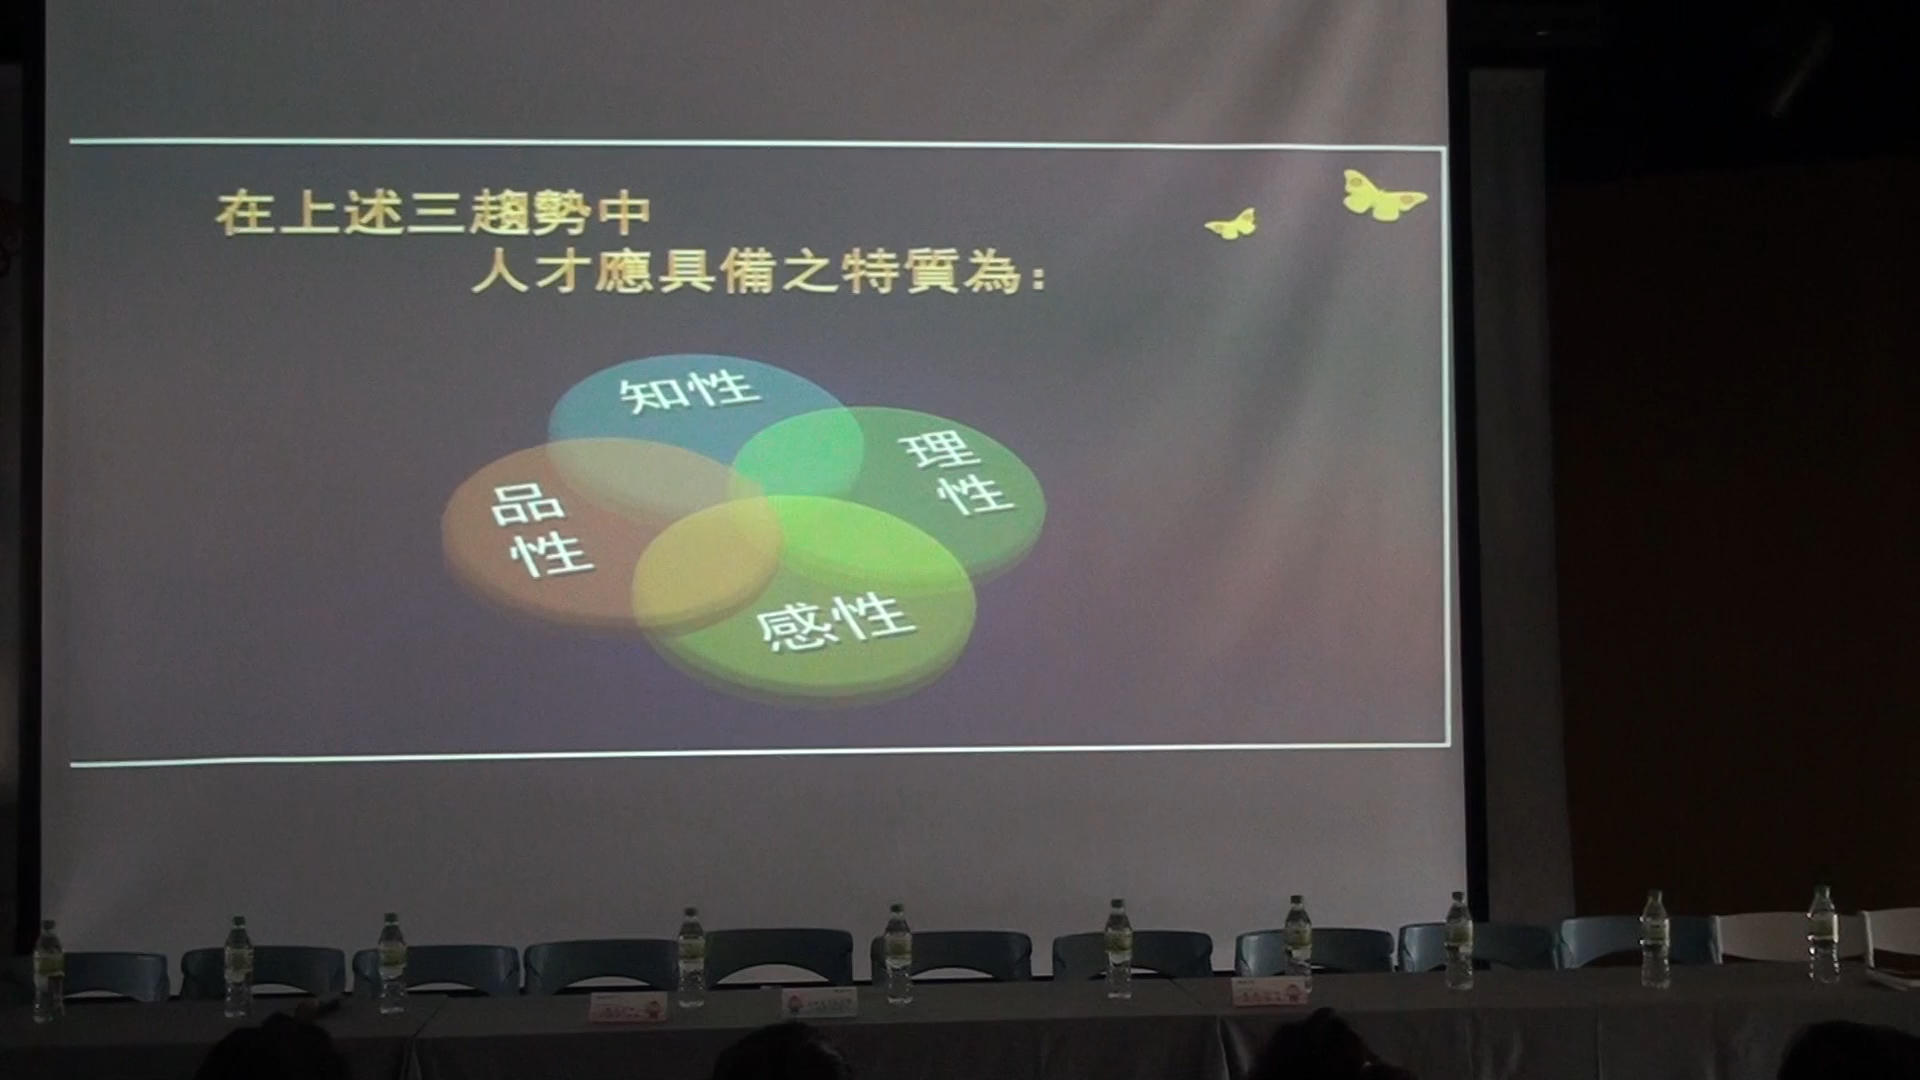 在上述三趨勢中
人才應具備之特質為:
知性
理性
品性
感性